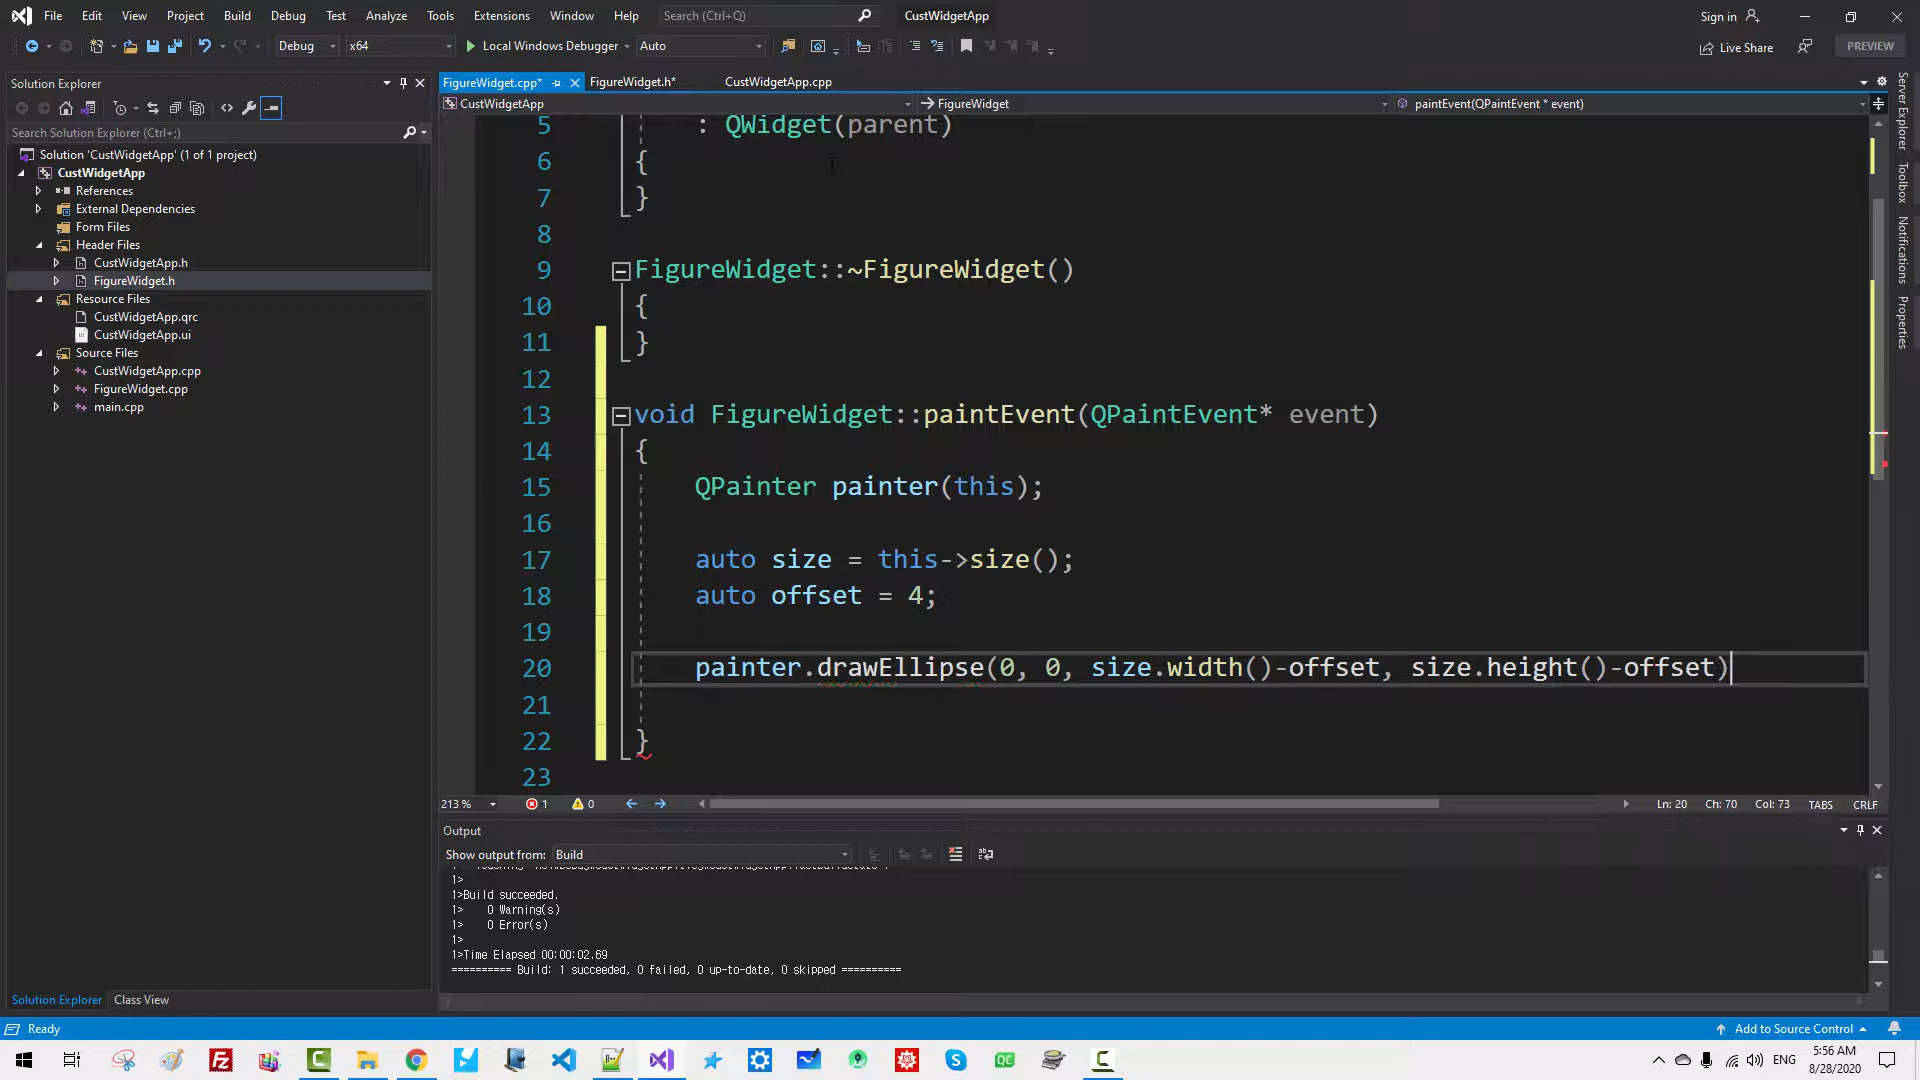 File Edit View Project Build Debug Test Analyze Tools Extensions Window Help Search (Ctrl+Q) CustWidgetApp Sign in
Debug x64 Local Windows Debugger Auto Live Share PREVIEW
Solution Explorer
Search Solution Explorer (Ctrl+;)
Solution 'CustWidgetApp' (1 of 1 project)
CustWidgetApp
References
External Dependencies
Form Files
Header Files
CustWidgetApp.h
FigureWidget.h
Resource Files
CustWidgetApp.qrc
CustWidgetApp.ui
Source Files
CustWidgetApp.cpp
FigureWidget.cpp
main.cpp
Solution Explorer Class View
FigureWidget.cpp* FigureWidget.h* CustWidgetApp.cpp
CustWidgetApp FigureWidget paintEvent(QPaintEvent * event)
5 : QWidget(parent)
6 {
7 }
8
9 FigureWidget::~FigureWidget()
10 {
11 }
12
13 void FigureWidget::paintEvent(QPaintEvent* event)
14 {
15 QPainter painter(this);
16
17 auto size = this->size();
18 auto offset = 4;
19
20 painter.drawEllipse(0, 0, size.width()-offset, size.height()-offset)
21
22 }
23
213 % 1 0 Ln: 20 Ch: 70 Col: 73 TABS CRLF
Output
Show output from: Build
1>
1>Build succeeded.
1> 0 Warning(s)
1> 0 Error(s)
1>
1>Time Elapsed 00:00:02.69
========== Build: 1 succeeded, 0 failed, 0 up-to-date, 0 skipped ==========
Server Explorer
Toolbox
Notifications
Properties
Ready Add to Source Control
ENG 5:56 AM
8/28/2020